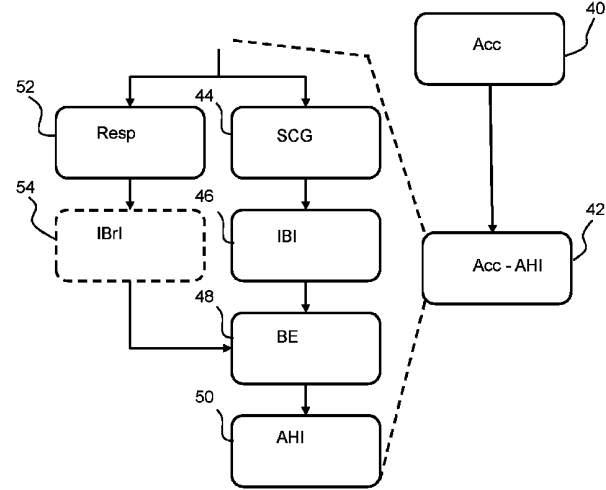 40
Acc
52
44
Resp
SCG
54
46
42
IBrI
IBI
Acc - AHI
48
BE
50
AHI